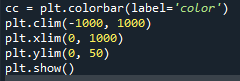 cc = plt.colorbar(label='color')
plt.clim(-1000, 1000)
plt.xlim(0, 1000)
plt.ylim(0, 50)
plt.show()